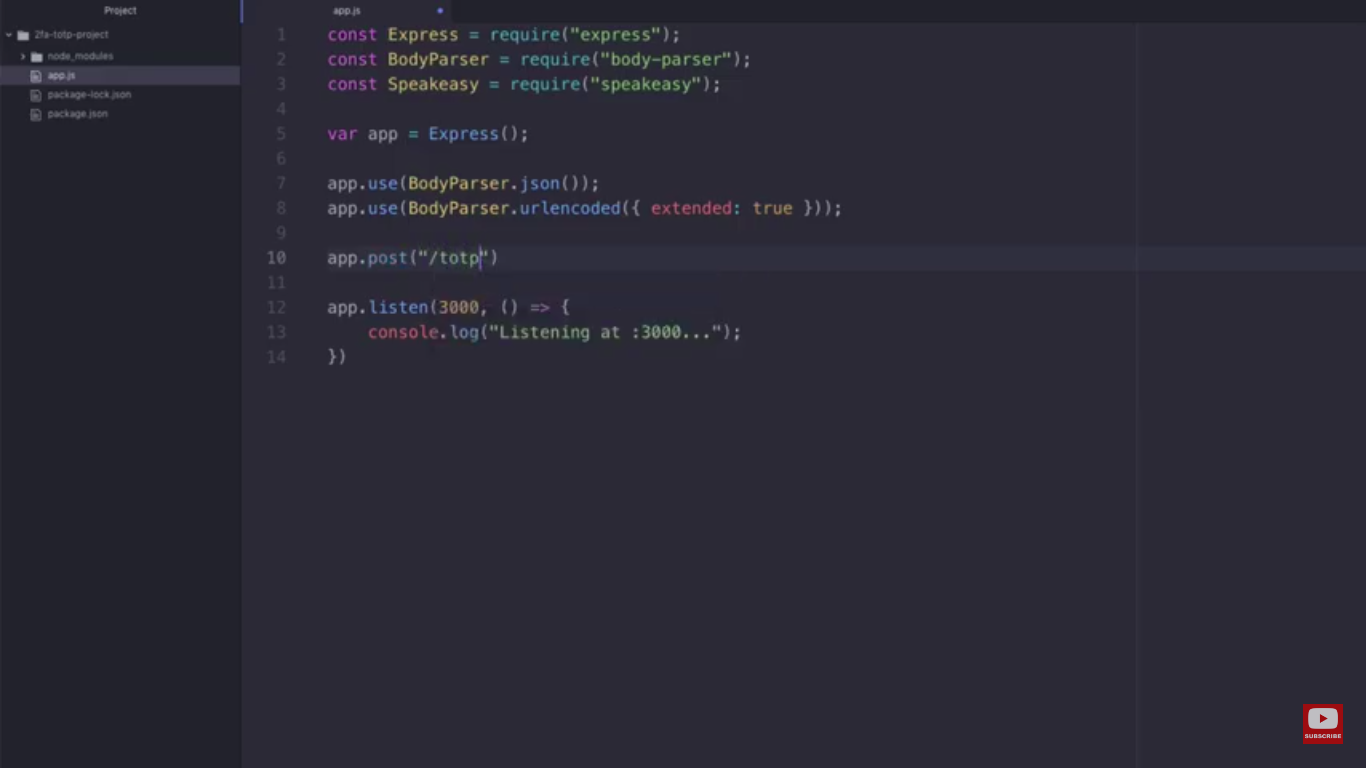 Project
2fa-totp-project
node_modules
app.js
package-lock.json
package.json
app.js
1 const Express = require("express");
2 const BodyParser = require("body-parser");
3 const Speakeasy = require("speakeasy");
4
5 var app = Express();
6
7 app.use(BodyParser.json());
8 app.use(BodyParser.urlencoded({ extended: true }));
9
10 app.post("/totp")
11
12 app.listen(3000, () => {
13     console.log("Listening at :3000...");
14 })
SUBSCRIBE